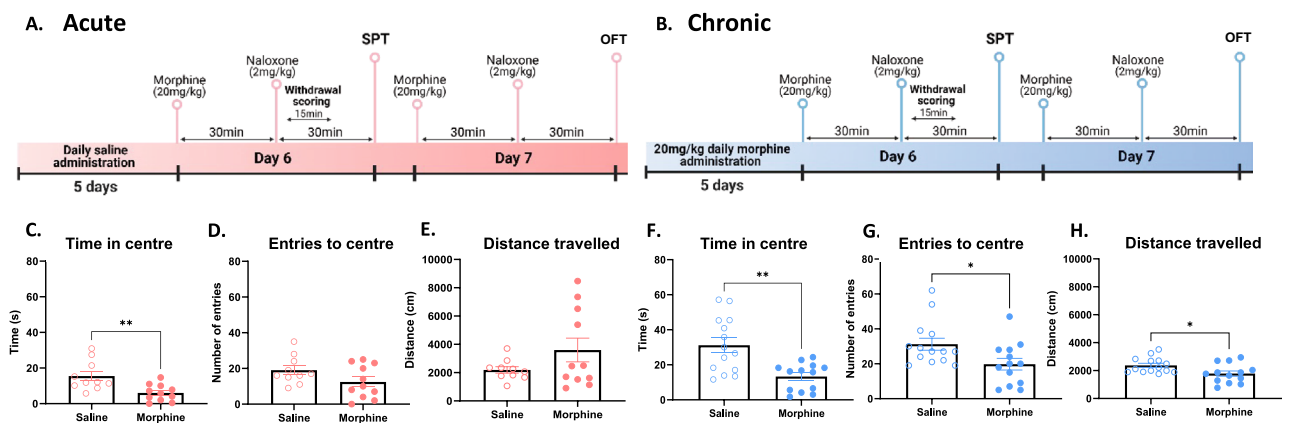 A. Acute
SPT
OFT
Naloxone
(2mg/kg)
Naloxone
(2mg/kg)
Morphine
(20mg/kg)
Withdrawal
scoring
15min
Morphine
(20mg/kg)
30min
30min
30min
30min
Daily saline
administration
Day 6
Day 7
5 days
B. Chronic
SPT
OFT
Naloxone
(2mg/kg)
Naloxone
(2mg/kg)
Morphine
(20mg/kg)
Withdrawal
scoring
15min
Morphine
(20mg/kg)
30min
30min
30min
30min
20mg/kg daily morphine
administration
Day 6
Day 7
5 days
C.
Time in centre
Time (s)
80
60
40
20
0
**
Saline
Morphine
D.
Entries to centre
Number of entries
80
60
40
20
0
Saline
Morphine
E.
Distance travelled
Distance (cm)
10000
8000
6000
4000
2000
0
Saline
Morphine
F.
Time in centre
Time (s)
80
60
40
20
0
**
Saline
Morphine
G.
Entries to centre
Number of entries
80
60
40
20
0
*
Saline
Morphine
H.
Distance travelled
Distance (cm)
10000
8000
6000
4000
2000
0
*
Saline
Morphine